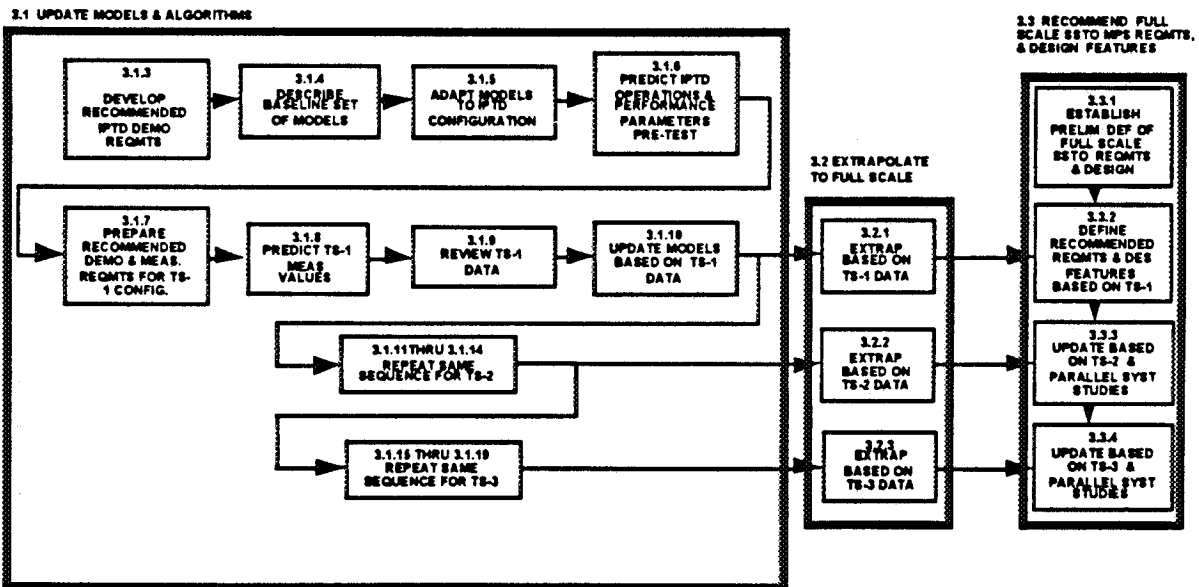 3.1 UPDATE MODELS & ALGORITHMS
3.1.3
DEVELOP
RECOMMENDED
IPTD DEMO
REQMTS
3.1.4
DESCRIBE
BASELINE SET
OF MODELS
3.1.5
ADAPT MODELS
TO IPTD
CONFIGURATION
3.1.6
PREDICT IPTD
OPERATIONS &
PERFORMANCE
PARAMETERS
PRE-TEST
3.1.7
PREPARE
RECOMMENDED
DEMO & MEAS.
REQMTS FOR TS-
1 CONFIG.
3.1.8
PREDICT TS-1
MEAS
VALUES
3.1.9
REVIEW TS-1
DATA
3.1.10
UPDATE MODELS
BASED ON TS-1
DATA
3.1.11 THRU 3.1.14
REPEAT SAME
SEQUENCE FOR TS-2
3.1.15 THRU 3.1.19
REPEAT SAME
SEQUENCE FOR TS-3
3.2 EXTRAPOLATE
TO FULL SCALE
3.2.1
EXTRAP
BASED ON
TS-1 DATA
3.2.2
EXTRAP
BASED ON
TS-2 DATA
3.2.3
EXTRAP
BASED ON
TS-3 DATA
3.3 RECOMMEND FULL
SCALE SSTO MPS REQMTS,
& DESIGN FEATURES
3.3.1
ESTABLISH
PRELIM DEF OF
FULL SCALE
SSTO REQMTS
& DESIGN
3.3.2
DEFINE
RECOMMENDED
REQMTS & DES
FEATURES
BASED ON TS-1
3.3.3
UPDATE BASED
ON TS-2 &
PARALLEL SYST
STUDIES
3.3.4
UPDATE BASED
ON TS-3 &
PARALLEL SYST
STUDIES